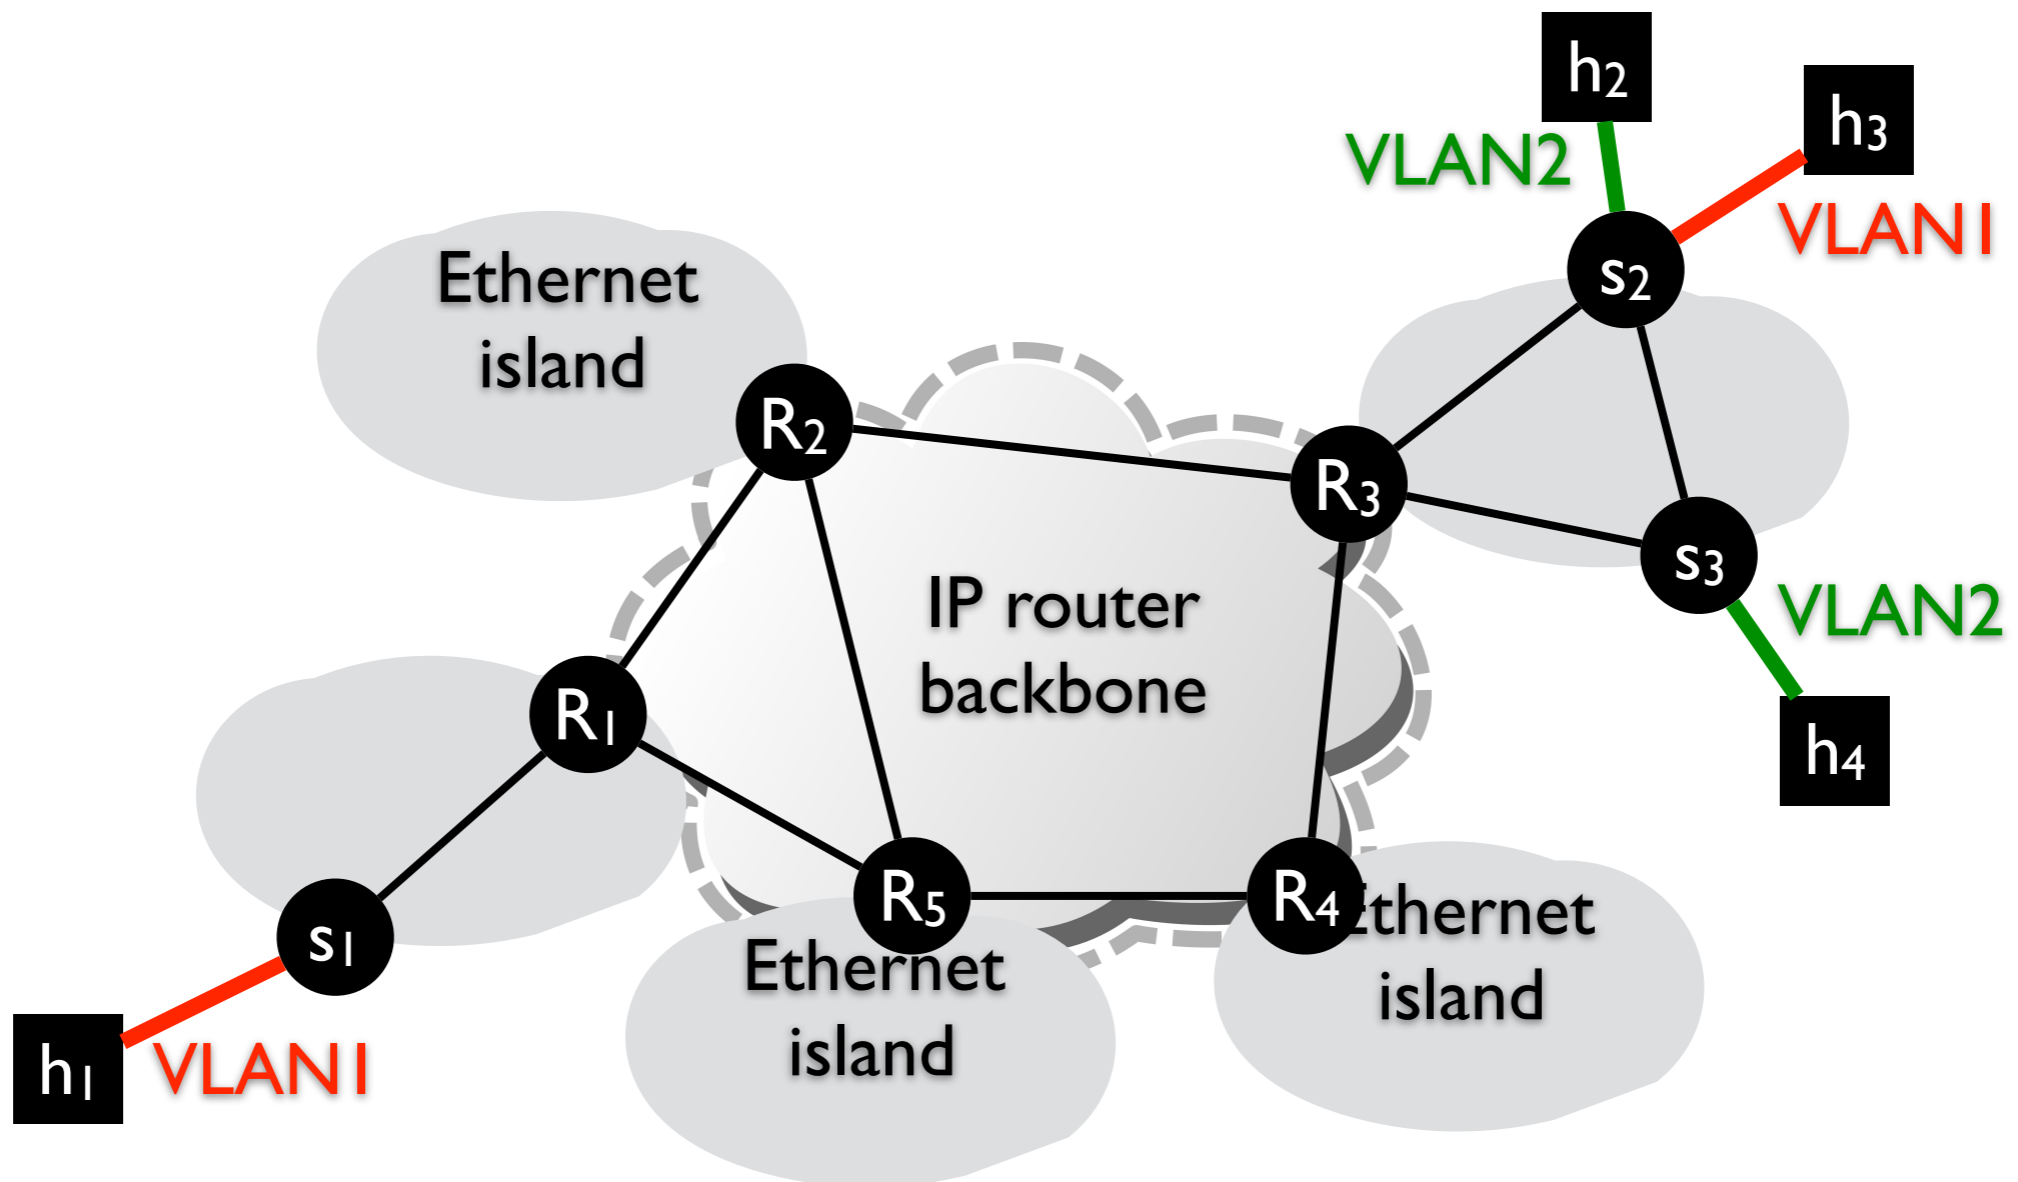 h2
h3
VLAN2
VLAN1
s2
Ethernet
island
R2
R3
s3
IP router
backbone
VLAN2
R1
h4
R5
R4
Ethernet
island
s1
Ethernet
island
h1
VLAN1